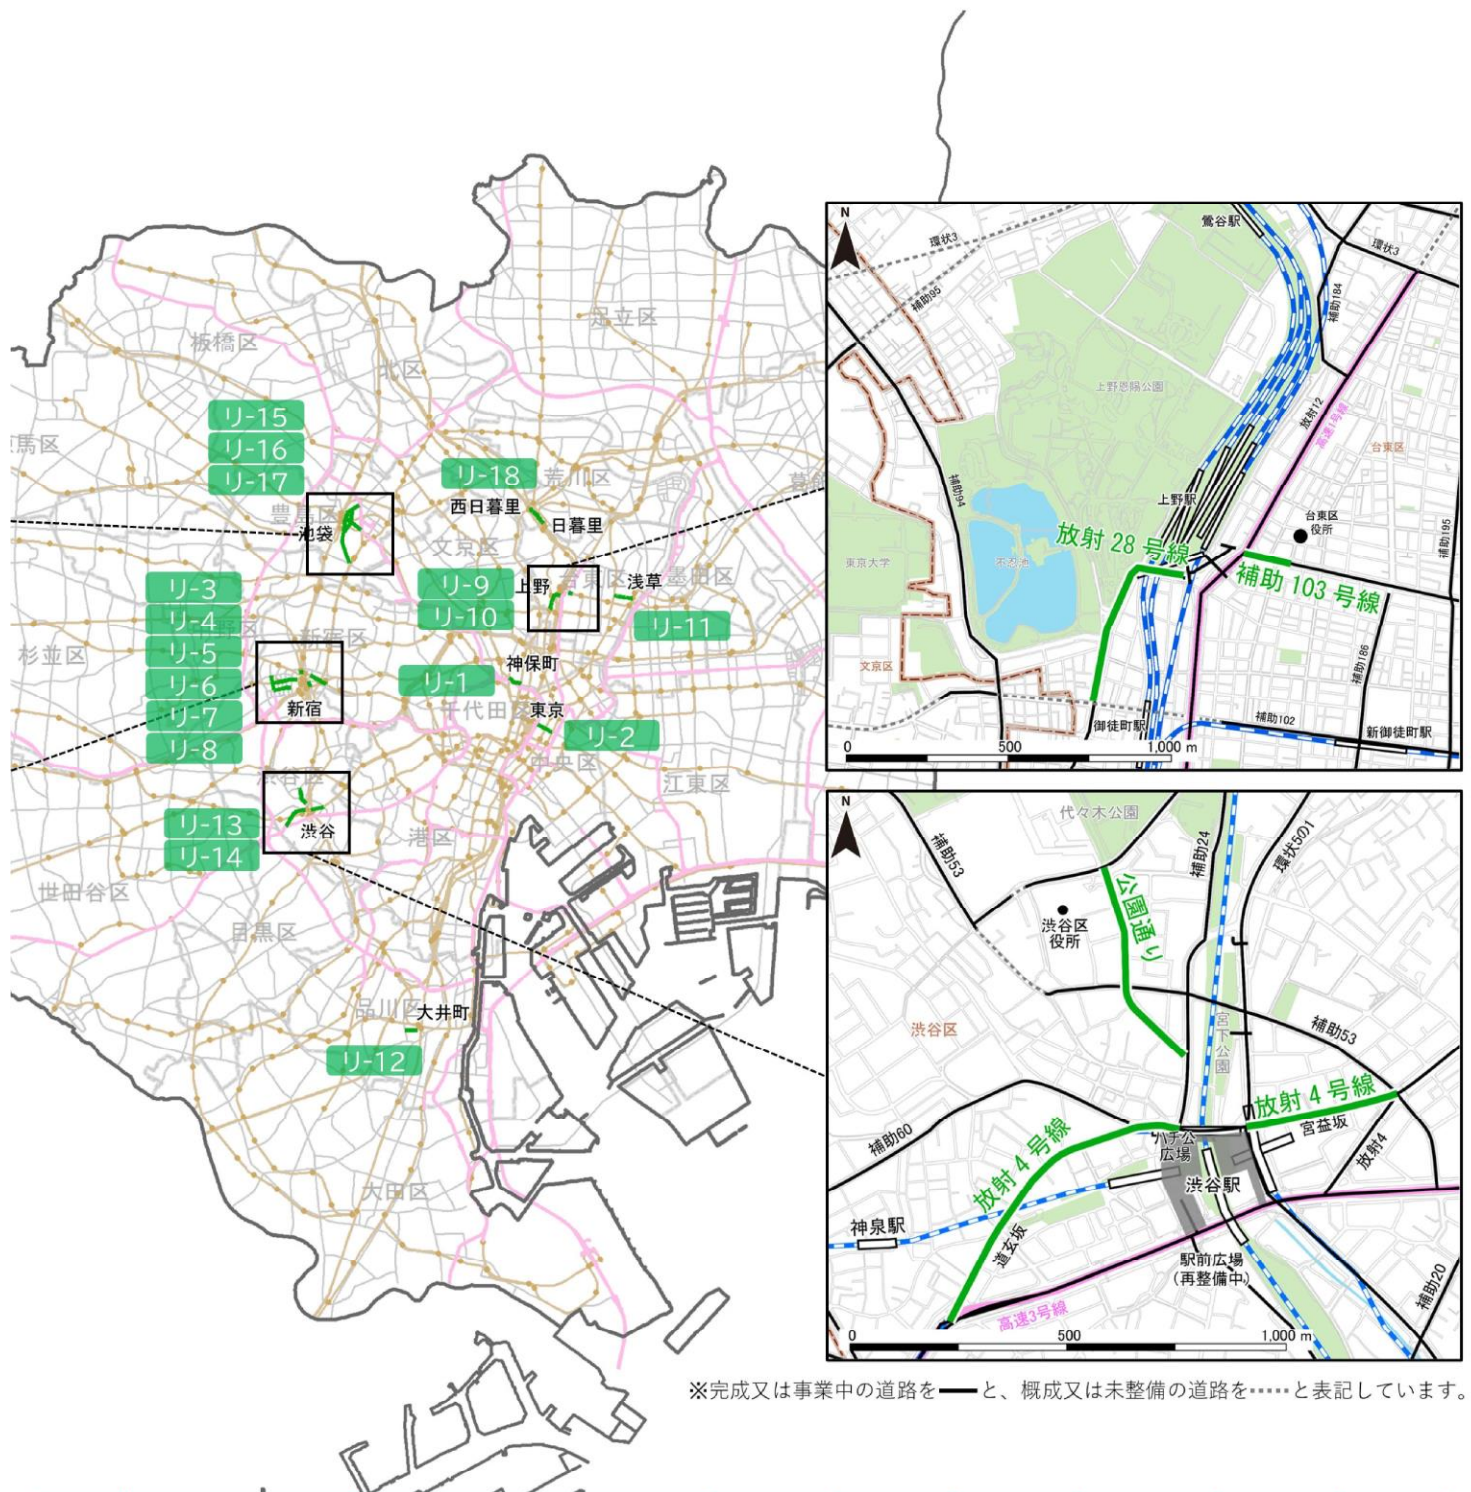 板橋区
北区
足立区
リ-15
リ-16
リ-17
馬区
豊島区
池袋
リ-18
荒川区
西日暮里
日暮里
文京区
リ-9
リ-10
上野
台東区
浅草
墨田区
リ-11
リ-3
リ-4
リ-5
リ-6
リ-7
リ-8
杉並区
新宿区
新宿
神保町
リ-1
千代田区
東京
リ-2
中央区
江東区
渋谷区
リ-13
リ-14
渋谷
港区
世田谷区
目黒区
品川区
大井町
リ-12
大田区
N
鶯谷駅
環状3
環状3
補助95
補助184
上野恩賜公園
放射12
高速1号線
台東区
補助94
上野駅
台東区
役所
補助195
放射28号線
東京大学
不忍池
補助103号線
文京区
補助186
御徒町駅
補助102
新御徒町駅
0 500 1,000 m
N
代々木公園
補助53
補助24
環状5の1
公園通り
渋谷区
役所
渋谷区
宮下公園
補助53
放射4号線
宮益坂
補助60
放射4号線
ハチ公
広場
放射4
渋谷駅
神泉駅
道玄坂
駅前広場
(再整備中)
補助20
高速3号線
0 500 1,000 m
※完成又は事業中の道路を━━と、概成又は未整備の道路を┅┅と表記しています。